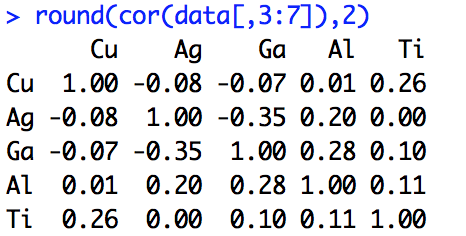 > round(cor(data[,3:7]),2)
Cu Ag Ga Al Ti
Cu 1.00 -0.08 -0.07 0.01 0.26
Ag -0.08 1.00 -0.35 0.20 0.00
Ga -0.07 -0.35 1.00 0.28 0.10
Al 0.01 0.20 0.28 1.00 0.11
Ti 0.26 0.00 0.10 0.11 1.00